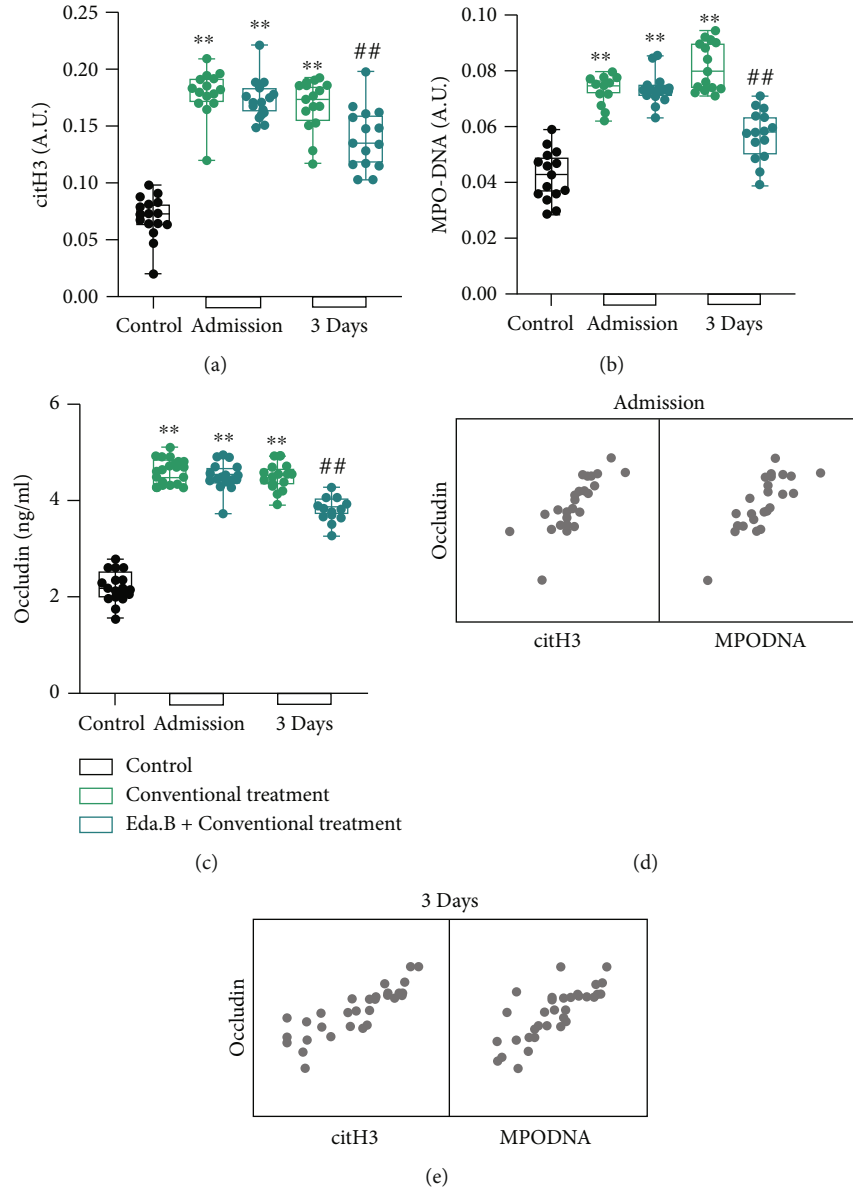 0.25
0.20
0.15
0.10
0.05
0.00
citH3 (A.U.)
**
**
**
##
Control
Admission
3 Days
(a)
0.10
0.08
0.06
0.04
0.02
0.00
MPO-DNA (A.U.)
**
**
**
##
Control
Admission
3 Days
(b)
6
4
2
0
Occludin (ng/ml)
**
**
**
##
Control
Admission
3 Days
Control
Conventional treatment
Eda.B + Conventional treatment
(c)
Admission
Occludin
citH3
MPODNA
(d)
3 Days
Occludin
citH3
MPODNA
(e)